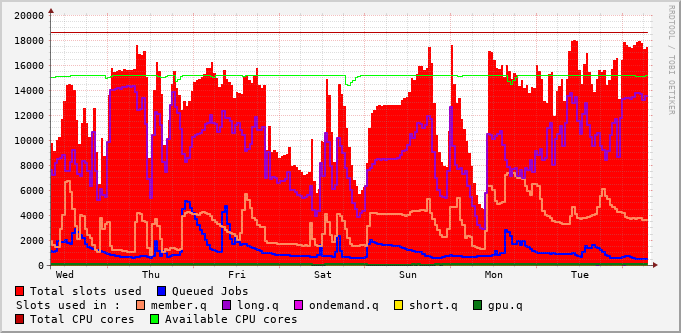 20000
18000
16000
14000
12000
10000
8000
6000
4000
2000
0
Wed Thu Fri Sat Sun Mon Tue
RRDTOOL / TOBI OETIKER
Total slots used Queued Jobs
Slots used in : member.q long.q ondemand.q short.q gpu.q
Total CPU cores Available CPU cores